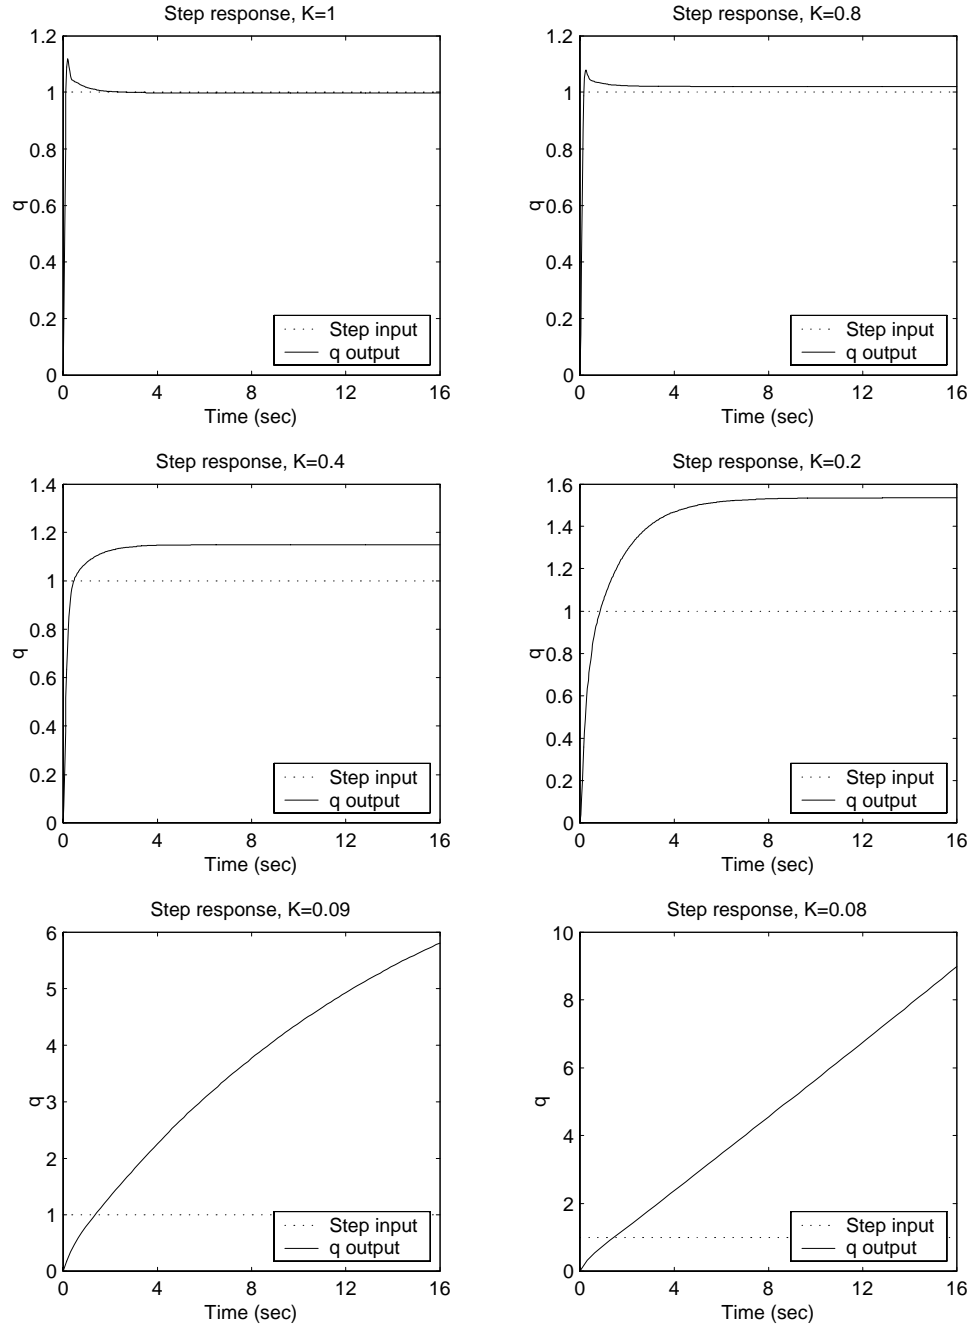 Step response, K=1
1.2
1
0.8
0.6
0.4
0.2
0
q
0 4 8 12 16
Time (sec)
Step input
q output
Step response, K=0.8
1.2
1
0.8
0.6
0.4
0.2
0
q
0 4 8 12 16
Time (sec)
Step input
q output
Step response, K=0.4
1.4
1.2
1
0.8
0.6
0.4
0.2
0
q
0 4 8 12 16
Time (sec)
Step input
q output
Step response, K=0.2
1.6
1.4
1.2
1
0.8
0.6
0.4
0.2
0
q
0 4 8 12 16
Time (sec)
Step input
q output
Step response, K=0.09
6
5
4
3
2
1
0
q
0 4 8 12 16
Time (sec)
Step input
q output
Step response, K=0.08
10
8
6
4
2
0
q
0 4 8 12 16
Time (sec)
Step input
q output